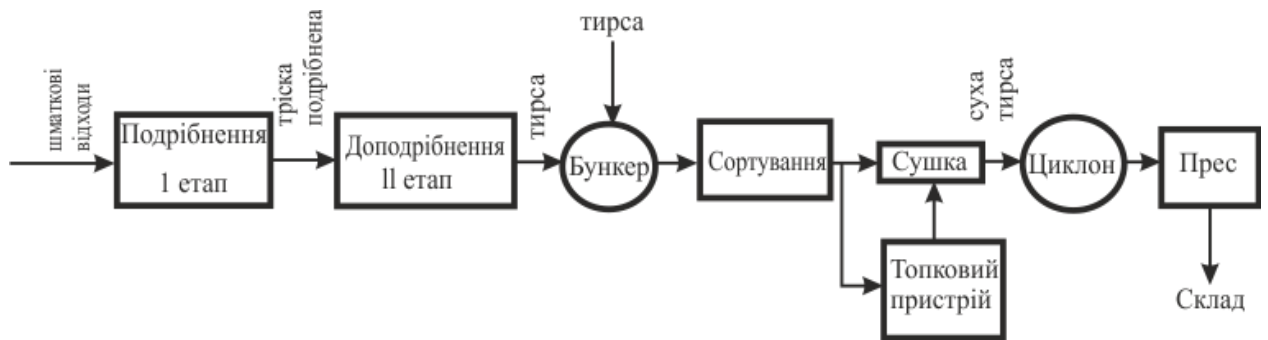 шматкові
відходи
Подрібнення
1 етап
тріска
подрібнена
Доподрібнення
ll етап
тирса
тирса
Бункер
Сортування
Сушка
Топковий
пристрій
суха
тирса
Циклон
Прес
Склад